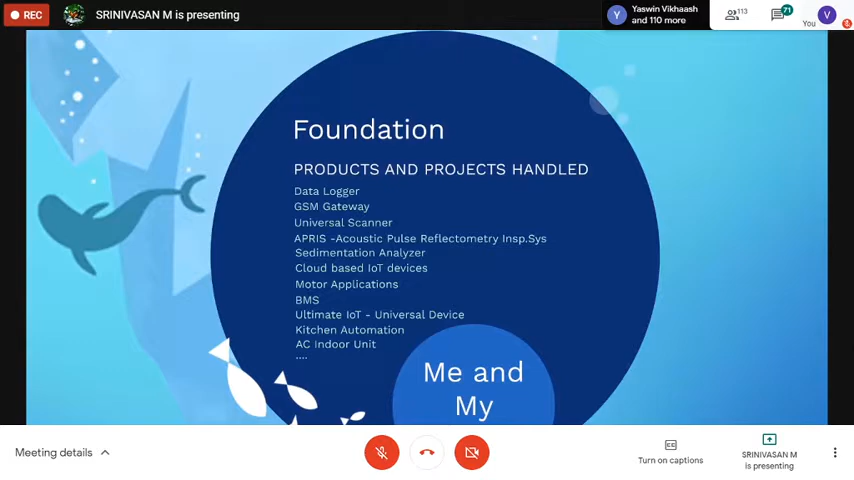 REC
SRINIVASAN M is presenting
Y
Yaswin Vikhaash
and 110 more
113
71
You
V
Foundation
PRODUCTS AND PROJECTS HANDLED
Data Logger
GSM Gateway
Universal Scanner
APRIS -Acoustic Pulse Reflectometry Insp.Sys
Sedimentation Analyzer
Cloud based IoT devices
Motor Applications
BMS
Ultimate IoT - Universal Device
Kitchen Automation
AC Indoor Unit
....
Me and
My
Meeting details
CC
Turn on captions
SRINIVASAN M
is presenting